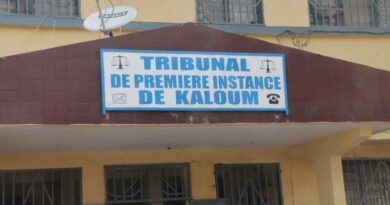 TRIBUNAL
DE PREMIERE INSTANCE
DE KALOUM